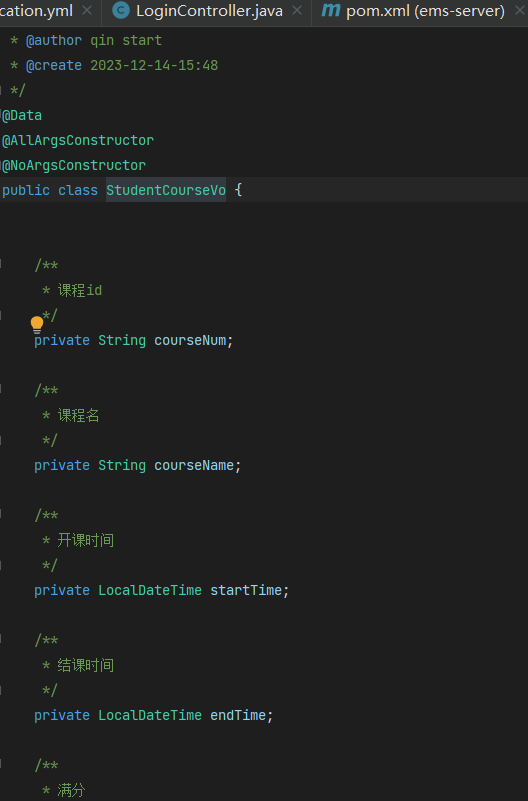 cation.yml
LoginController.java
pom.xml (ems-server)
* @author qin start
* @create 2023-12-14-15:48
*/
@Data
@AllArgsConstructor
@NoArgsConstructor
public class StudentCourseVo {
/**
* 课程id
*/
private String courseNum;
/**
* 课程名
*/
private String courseName;
/**
* 开课时间
*/
private LocalDateTime startTime;
/**
* 结课时间
*/
private LocalDateTime endTime;
/**
* 满分